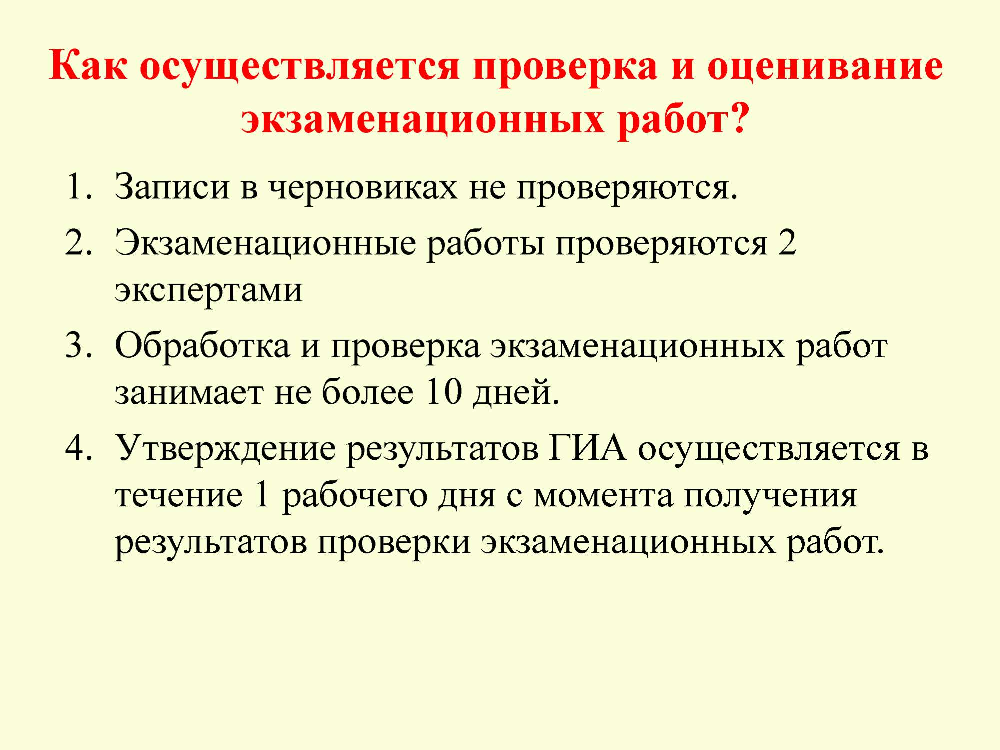 Как осуществляется проверка и оценивание
экзаменационных работ?
1. Записи в черновиках не проверяются.
2. Экзаменационные работы проверяются 2
экспертами
3. Обработка и проверка экзаменационных работ
занимает не более 10 дней.
4. Утверждение результатов ГИА осуществляется в
течение 1 рабочего дня с момента получения
результатов проверки экзаменационных работ.